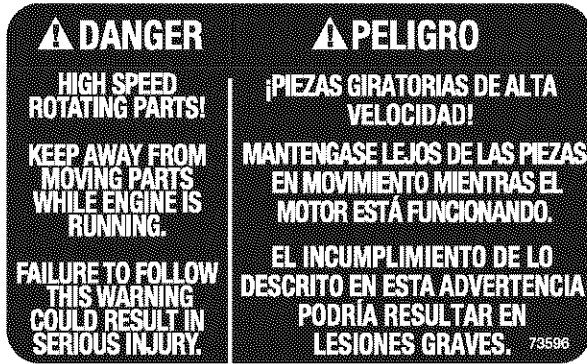 DANGER
HIGH SPEED
ROTATING PARTS!
KEEP AWAY FROM
MOVING PARTS
WHILE ENGINE IS
RUNNING.
FAILURE TO FOLLOW
THIS WARNING
COULD RESULT IN
SERIOUS INJURY.
PELIGRO
¡PIEZAS GIRATORIAS DE ALTA
VELOCIDAD!
MANTENGASE LEJOS DE LAS PIEZAS
EN MOVIMIENTO MIENTRAS EL
MOTOR ESTÁ FUNCIONANDO.
EL INCUMPLIMIENTO DE LO
DESCRITO EN ESTA ADVERTENCIA
PODRÍA RESULTAR EN
LESIONES GRAVES.
73596